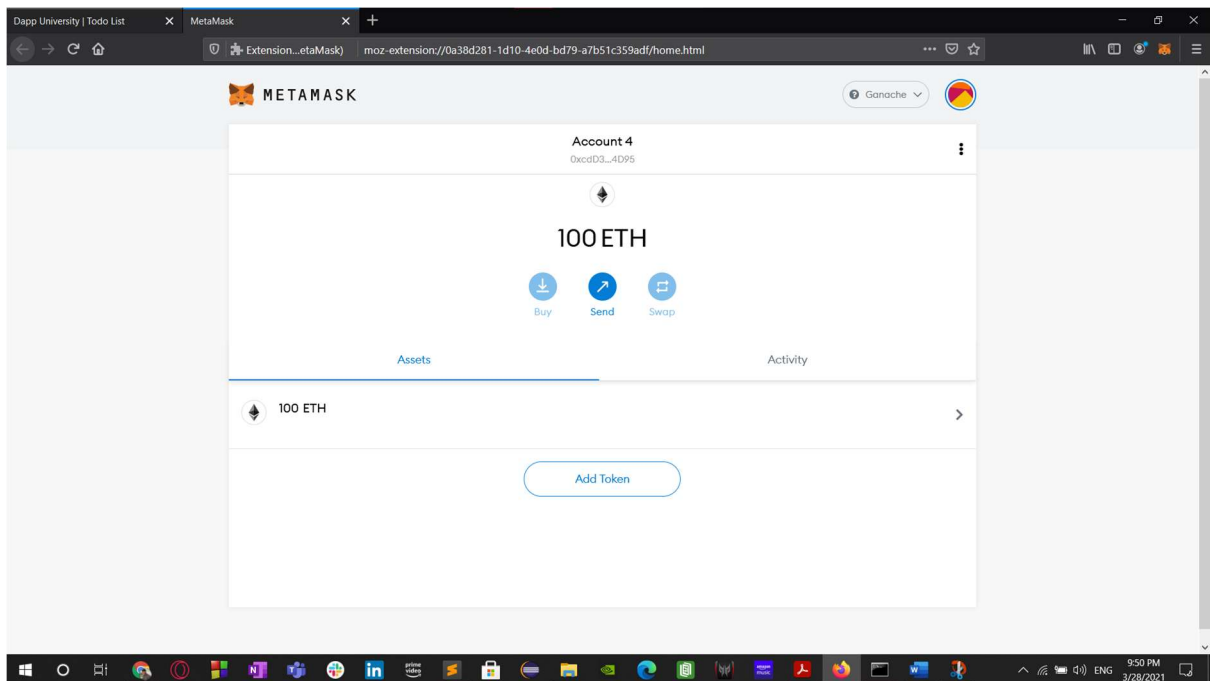 Dapp University | Todo List
MetaMask
Extension...etaMask)
moz-extension://0a38d281-1d10-4e0d-bd79-a7b51c359adf/home.html
METAMASK
Ganache
Account 4
0xcdD3...4D95
100 ETH
Buy
Send
Swap
Assets
Activity
100 ETH
Add Token
prime video
ENG
9:50 PM
3/28/2021